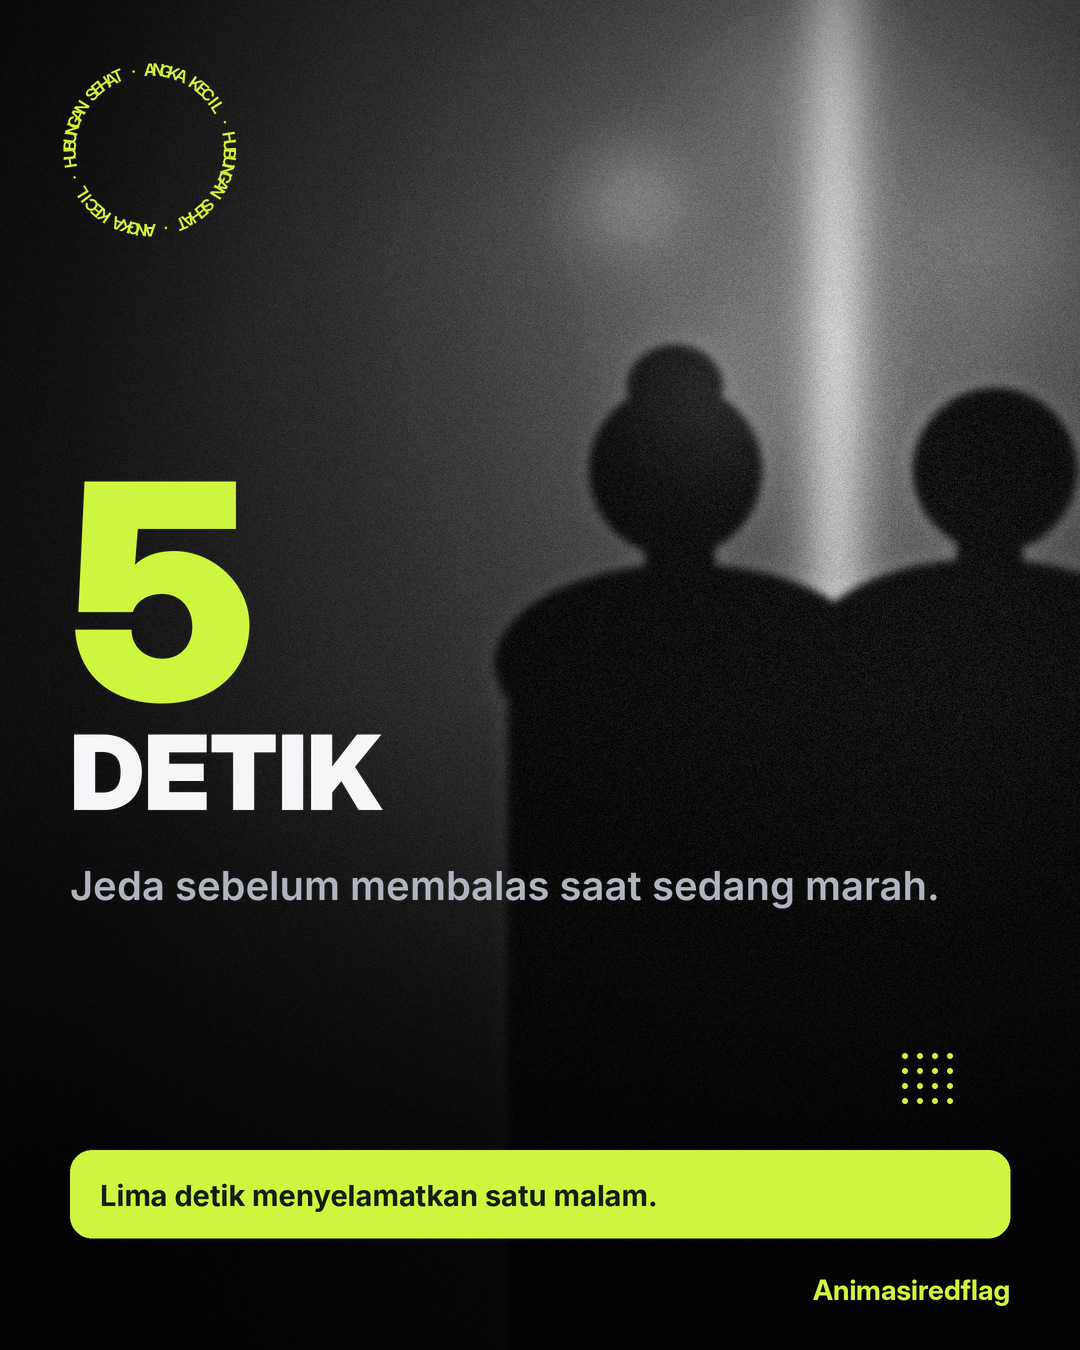 ANGKA KECIL · HUBUNGAN SEHAT · ANGKA KECIL · HUBUNGAN SEHAT ·
5
DETIK
Jeda sebelum membalas saat sedang marah.
Lima detik menyelamatkan satu malam.
Animasiredflag